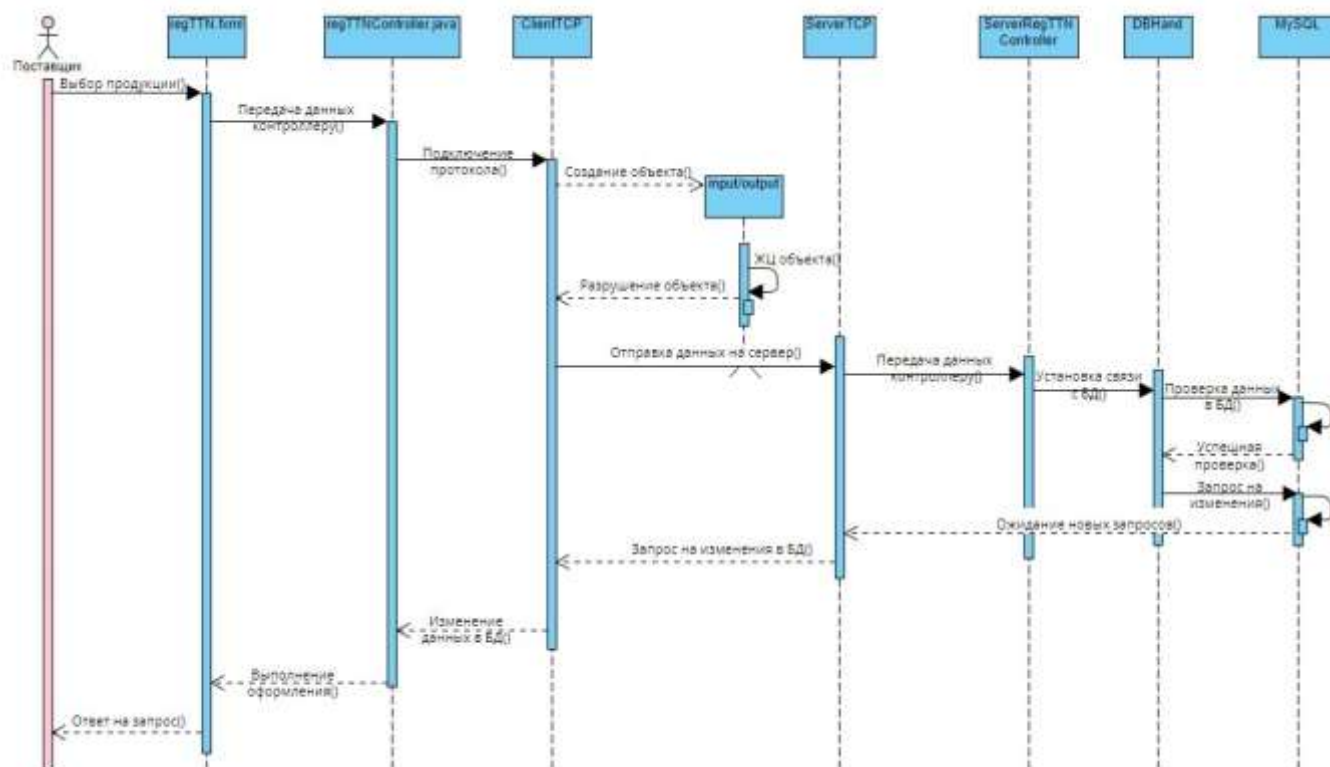 regTTN.fxml
regTTNController.java
ClientTCP
ServerTCP
ServerRegTTN
Controller
DBHand
MySQL
Поставщик
Выбор продукции()
Передача данных
контроллеру()
Подключение
протокола()
Создание объекта()
input/output
ЖЦ объекта()
Разрушение объекта()
Отправка данных на сервер()
Передача данных
контроллеру()
Установка связи
с БД()
Проверка данных
в БД()
Успешная
проверка()
Запрос на
изменения()
Ожидание новых запросов()
Запрос на изменения в БД()
Изменение
данных в БД()
Выполнение
оформления()
Ответ на запрос()